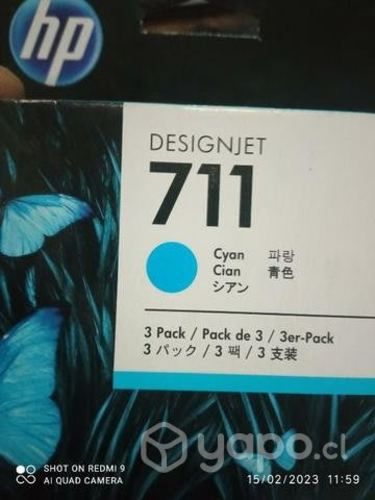 hp
DESIGNJET
711
Cyan 파랑
Cian 青色
シアン
3 Pack / Pack de 3 / 3er-Pack
3 パック / 3 팩 / 3 支装
yapo.cl
SHOT ON REDMI 9
AI QUAD CAMERA
15/02/2023 11:59